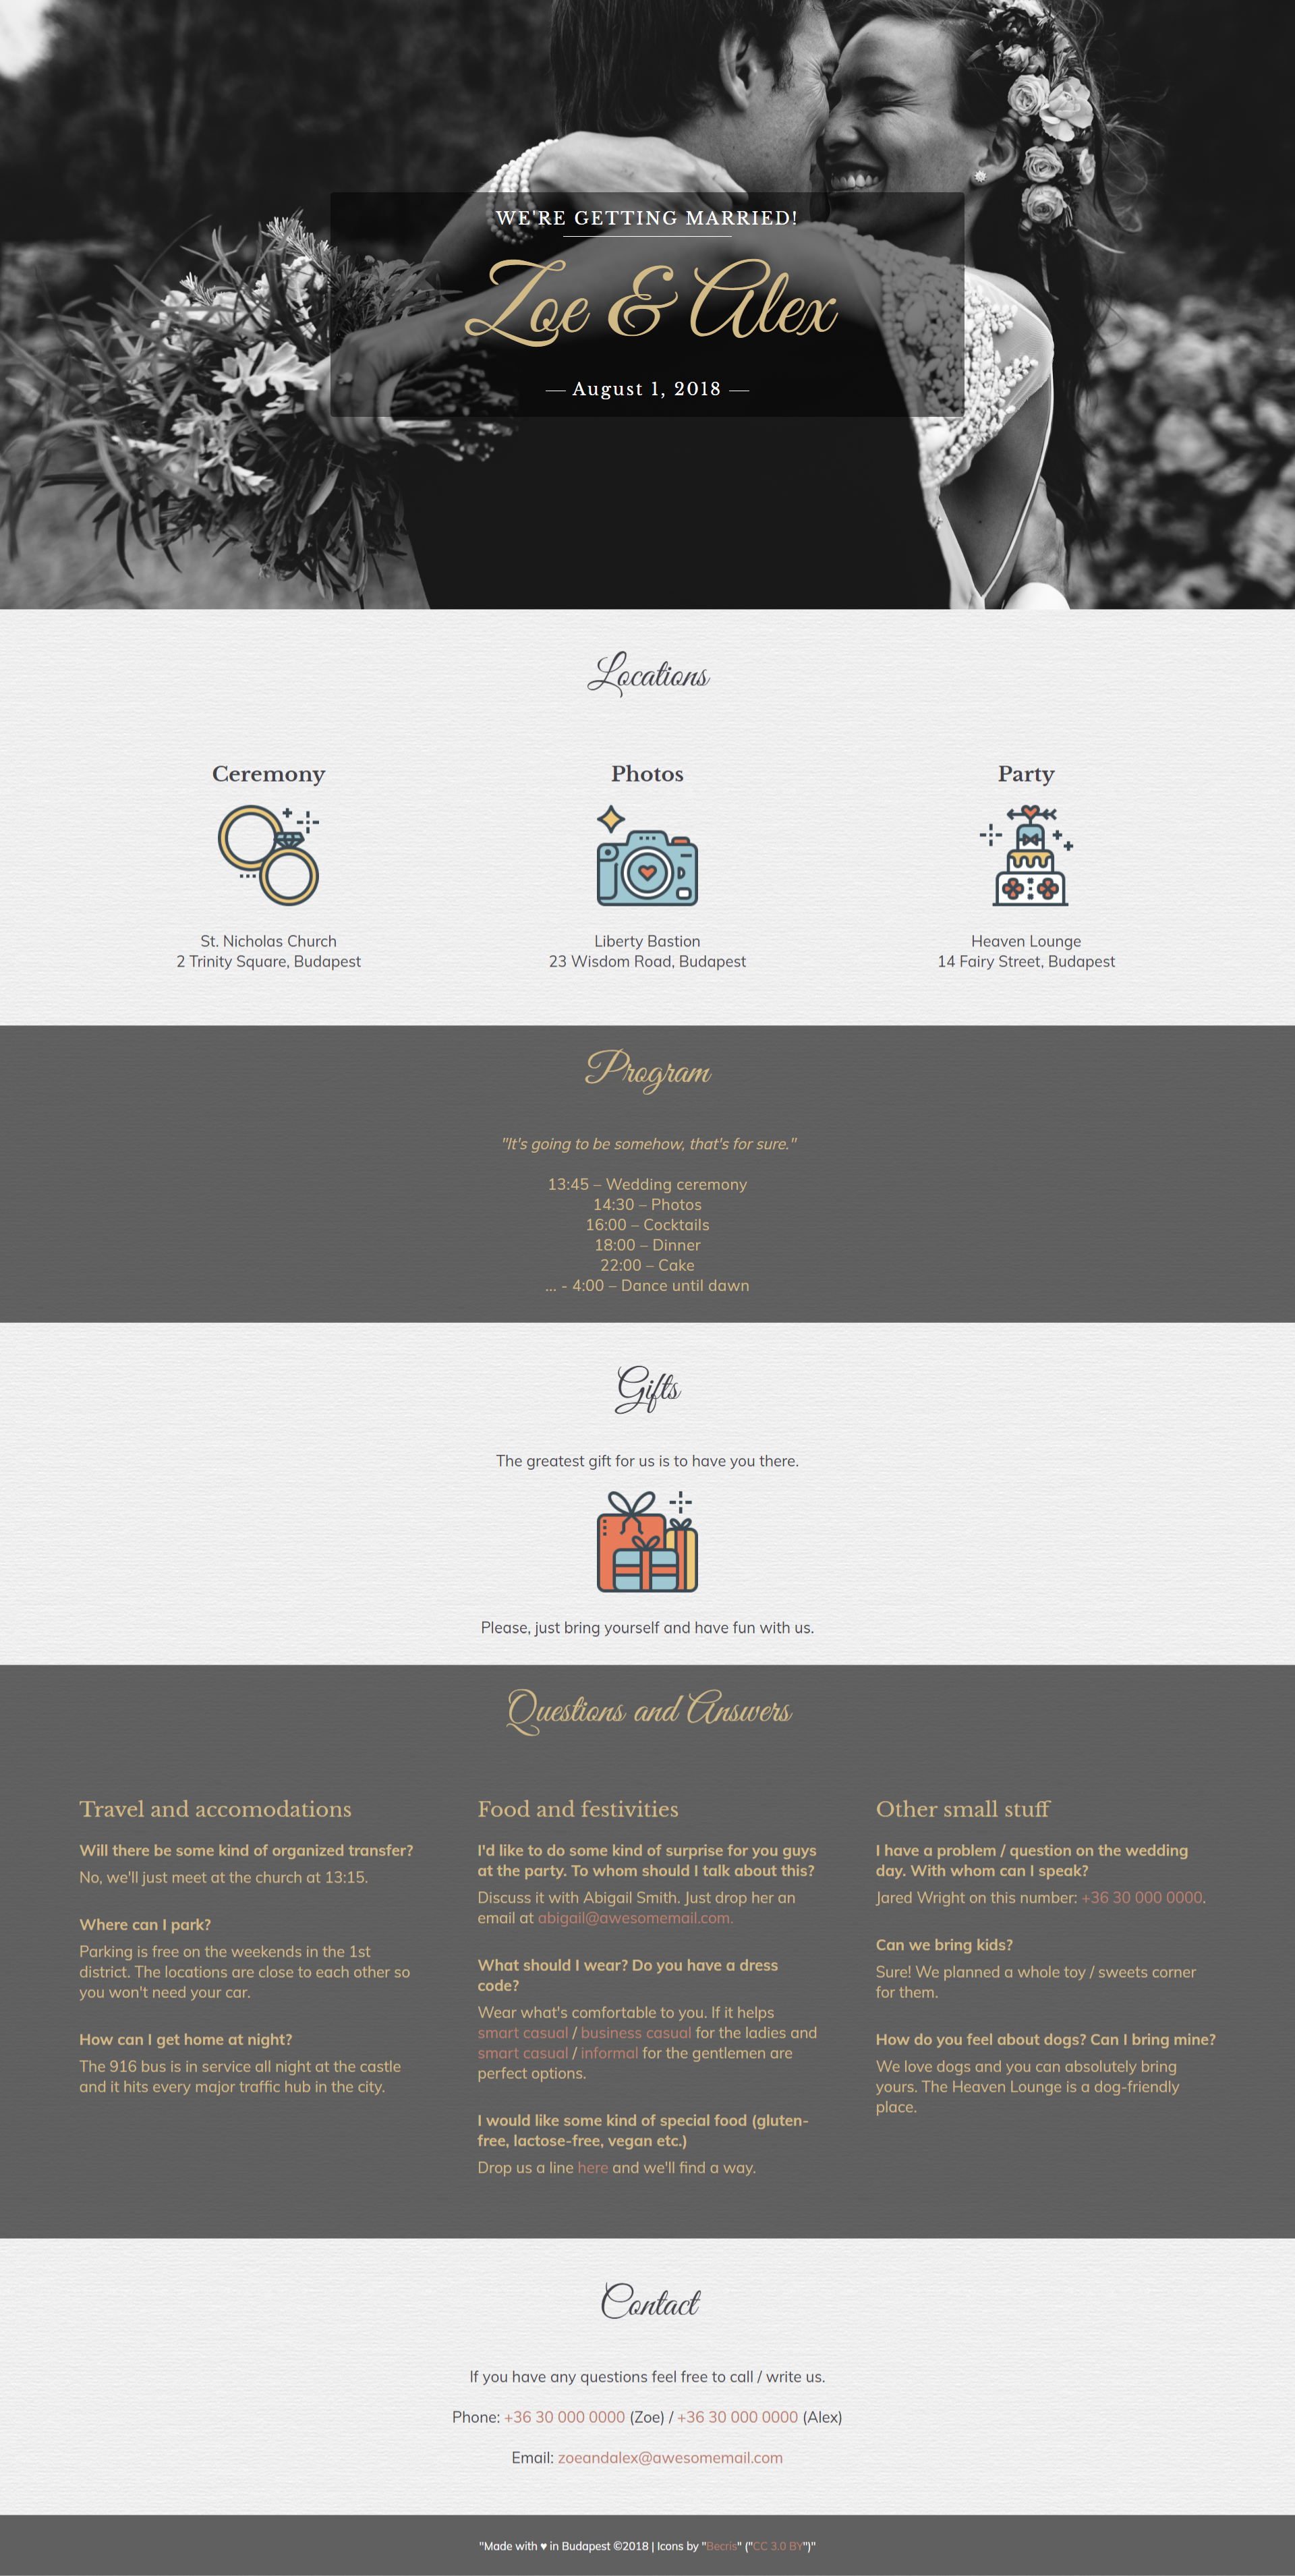 WE'RE GETTING MARRIED!
Zoe & Alex
— August 1, 2018 —
Locations
Ceremony
St. Nicholas Church
2 Trinity Square, Budapest
Photos
Liberty Bastion
23 Wisdom Road, Budapest
Party
Heaven Lounge
14 Fairy Street, Budapest
Program
"It's going to be somehow, that's for sure."
13:45 – Wedding ceremony
14:30 – Photos
16:00 – Cocktails
18:00 – Dinner
22:00 – Cake
... - 4:00 – Dance until dawn
Gifts
The greatest gift for us is to have you there.
Please, just bring yourself and have fun with us.
Questions and Answers
Travel and accomodations
Will there be some kind of organized transfer?
No, we'll just meet at the church at 13:15.
Where can I park?
Parking is free on the weekends in the 1st
district. The locations are close to each other so
you won't need your car.
How can I get home at night?
The 916 bus is in service all night at the castle
and it hits every major traffic hub in the city.
Food and festivities
I'd like to do some kind of surprise for you guys
at the party. To whom should I talk about this?
Discuss it with Abigail Smith. Just drop her an
email at abigail@awesomemail.com.
What should I wear? Do you have a dress
code?
Wear what's comfortable to you. If it helps
smart casual / business casual for the ladies and
smart casual / informal for the gentlemen are
perfect options.
I would like some kind of special food (gluten-
free, lactose-free, vegan etc.)
Drop us a line here and we'll find a way.
Other small stuff
I have a problem / question on the wedding
day. With whom can I speak?
Jared Wright on this number: +36 30 000 0000.
Can we bring kids?
Sure! We planned a whole toy / sweets corner
for them.
How do you feel about dogs? Can I bring mine?
We love dogs and you can absolutely bring
yours. The Heaven Lounge is a dog-friendly
place.
Contact
If you have any questions feel free to call / write us.
Phone: +36 30 000 0000 (Zoe) / +36 30 000 0000 (Alex)
Email: zoeandalex@awesomemail.com
"Made with ♥ in Budapest ©2018 | Icons by "Becris" ("CC 3.0 BY")"